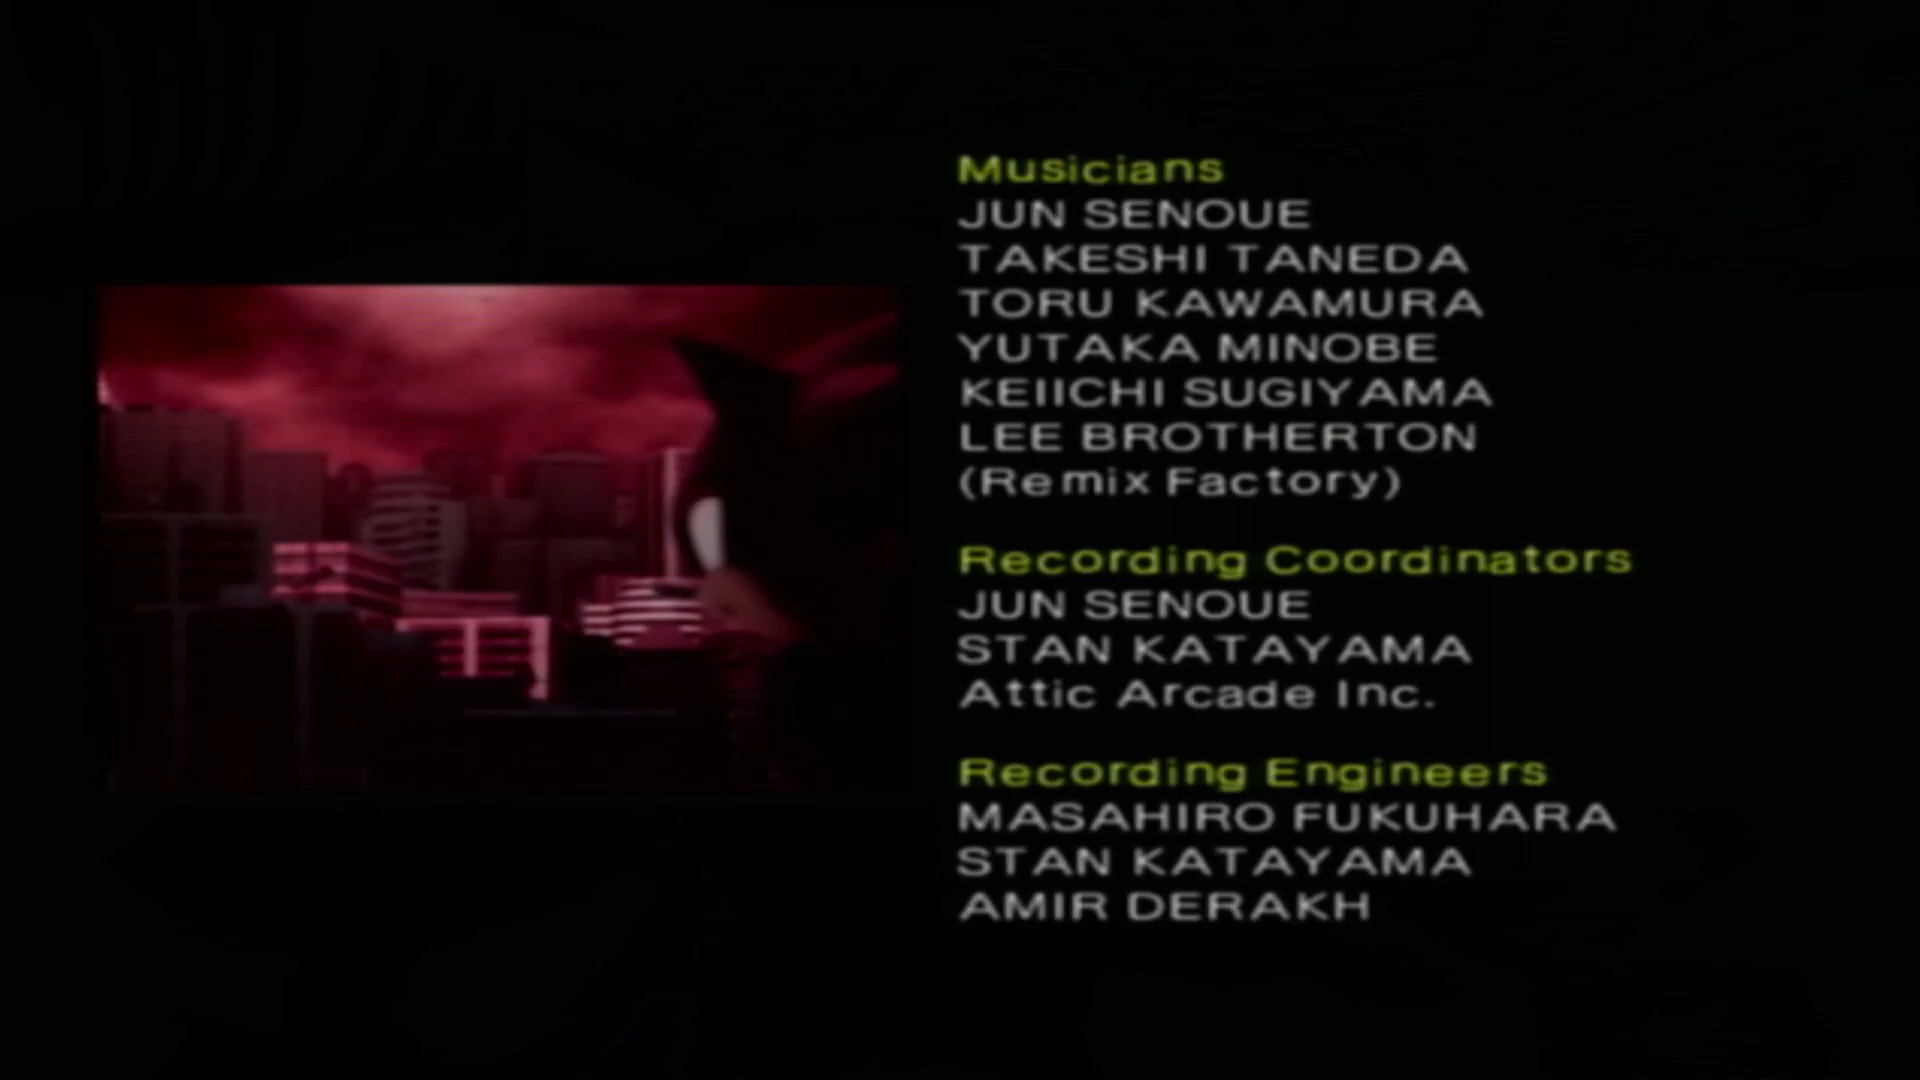 Musicians
JUN SENOUE
TAKESHI TANEDA
TORU KAWAMURA
YUTAKA MINOBE
KEIICHI SUGIYAMA
LEE BROTHERTON
(Remix Factory)
Recording Coordinators
JUN SENOUE
STAN KATAYAMA
Attic Arcade Inc.
Recording Engineers
MASAHIRO FUKUHARA
STAN KATAYAMA
AMIR DERAKH